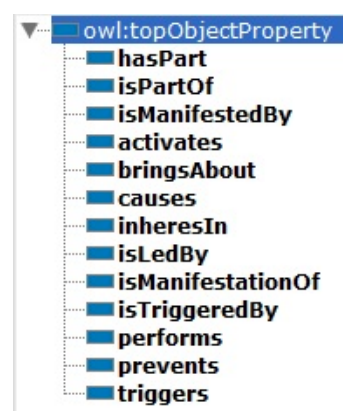 owl:topObjectProperty
hasPart
isPartOf
isManifestedBy
activates
bringsAbout
causes
inheresIn
isLedBy
isManifestationOf
isTriggeredBy
performs
prevents
triggers